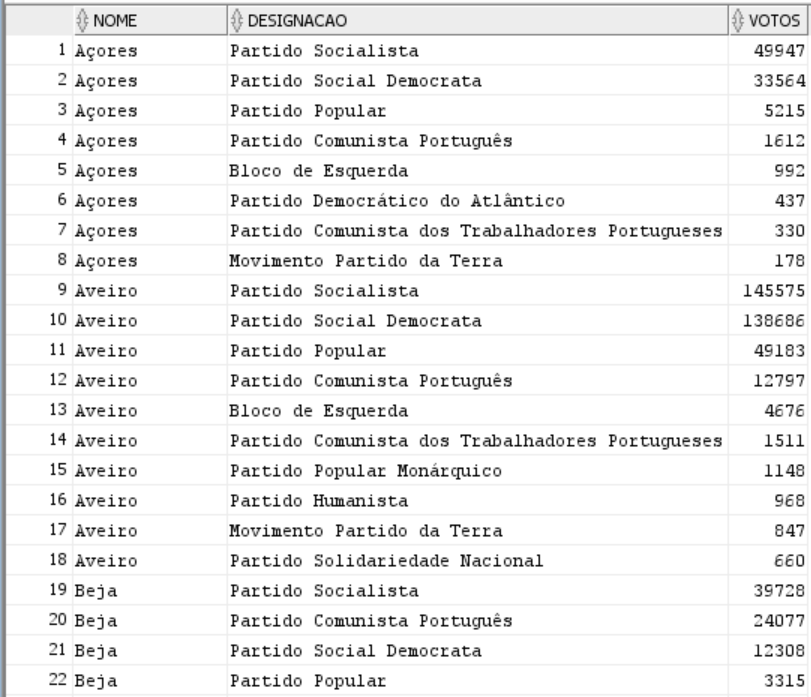 NOME DESIGNACAO VOTOS
1 Açores Partido Socialista 49947
2 Açores Partido Social Democrata 33564
3 Açores Partido Popular 5215
4 Açores Partido Comunista Português 1612
5 Açores Bloco de Esquerda 992
6 Açores Partido Democrático do Atlântico 437
7 Açores Partido Comunista dos Trabalhadores Portugueses 330
8 Açores Movimento Partido da Terra 178
9 Aveiro Partido Socialista 145575
10 Aveiro Partido Social Democrata 138686
11 Aveiro Partido Popular 49183
12 Aveiro Partido Comunista Português 12797
13 Aveiro Bloco de Esquerda 4676
14 Aveiro Partido Comunista dos Trabalhadores Portugueses 1511
15 Aveiro Partido Popular Monárquico 1148
16 Aveiro Partido Humanista 968
17 Aveiro Movimento Partido da Terra 847
18 Aveiro Partido Solidariedade Nacional 660
19 Beja Partido Socialista 39728
20 Beja Partido Comunista Português 24077
21 Beja Partido Social Democrata 12308
22 Beja Partido Popular 3315